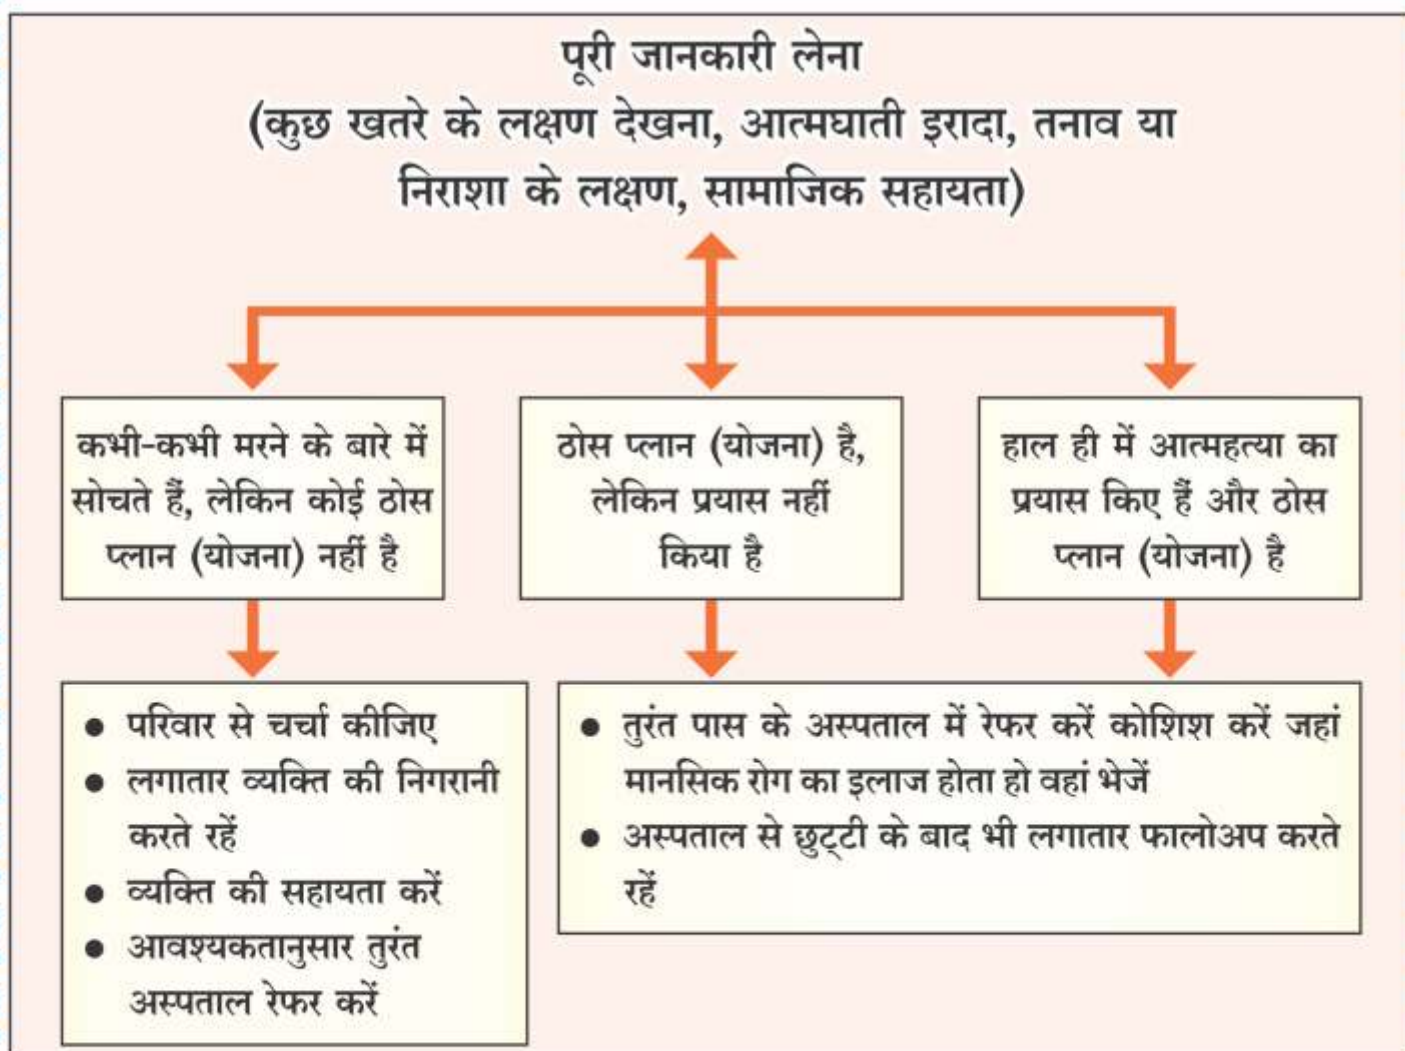 पूरी जानकारी लेना
(कुछ खतरे के लक्षण देखना, आत्मघाती इरादा, तनाव या
निराशा के लक्षण, सामाजिक सहायता)
कभी-कभी मरने के बारे में
सोचते हैं, लेकिन कोई ठोस
प्लान (योजना) नहीं है
ठोस प्लान (योजना) है,
लेकिन प्रयास नहीं
किया है
हाल ही में आत्महत्या का
प्रयास किए हैं और ठोस
प्लान (योजना) है
● परिवार से चर्चा कीजिए
● लगातार व्यक्ति की निगरानी
करते रहें
● व्यक्ति की सहायता करें
● आवश्यकतानुसार तुरंत
अस्पताल रेफर करें
● तुरंत पास के अस्पताल में रेफर करें कोशिश करें जहां
मानसिक रोग का इलाज होता हो वहां भेजें
● अस्पताल से छुट्टी के बाद भी लगातार फालोअप करते
रहें